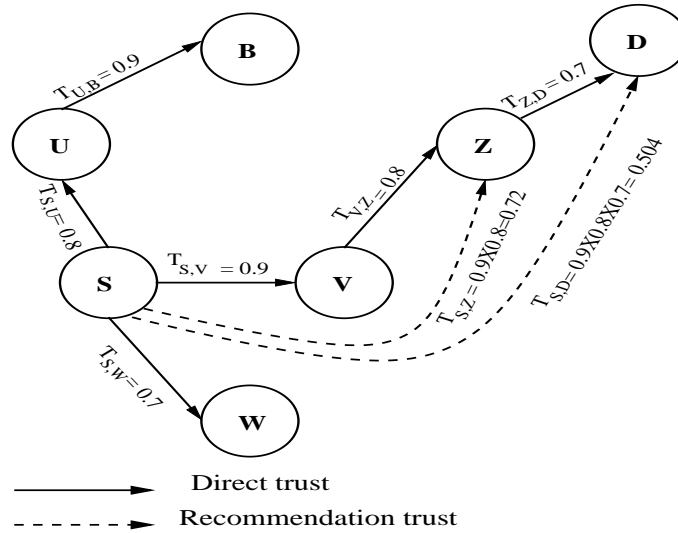 B
D
T_{U,B} = 0.9
T_{Z,D} = 0.7
U
Z
T_{S,U} = 0.8
T_{V,Z} = 0.8
S
T_{S,V} = 0.9
V
T_{S,Z} = 0.9X0.8=0.72
T_{S,D}= 0.9X0.8X0.7= 0.504
T_{S,W} = 0.7
W
Direct trust
Recommendation trust